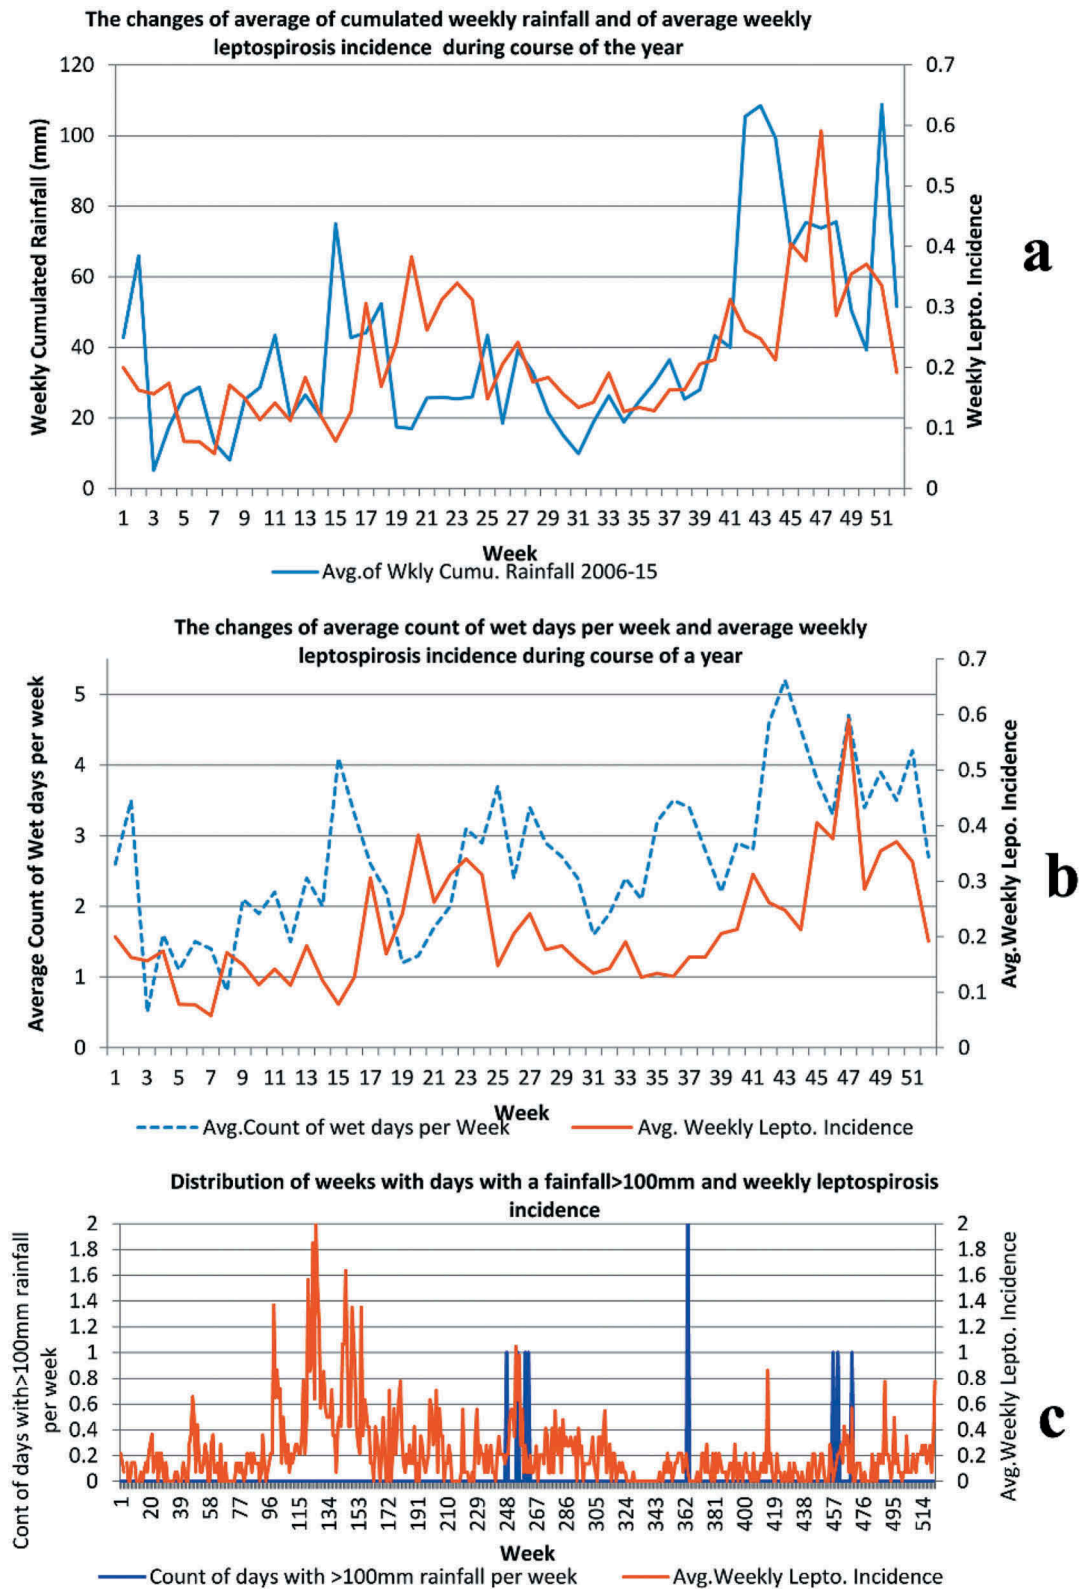 The changes of average of cumulated weekly rainfall and of average weekly
leptospirosis incidence during course of the year
Weekly Cumulated Rainfall (mm)
120
100
80
60
40
20
0
0.7
0.6
0.5
0.4
0.3
0.2
0.1
0
Weekly Lepto. Incidence
a
1 3 5 7 9 11 13 15 17 19 21 23 25 27 29 31 33 35 37 39 41 43 45 47 49 51
Week
Avg.of Wkly Cumu. Rainfall 2006-15
The changes of average count of wet days per week and average weekly
leptospirosis incidence during course of a year
Average Count of Wet days per week
5
4
3
2
1
0
0.7
0.6
0.5
0.4
0.3
0.2
0.1
0
Avg.Weekly Lepo. Incidence
b
1 3 5 7 9 11 13 15 17 19 21 23 25 27 29 31 33 35 37 39 41 43 45 47 49 51
Week
Avg.Count of wet days per Week
Avg. Weekly Lepto. Incidence
Distribution of weeks with days with a fainfall>100mm and weekly leptospirosis
incidence
Cont of days with>100mm rainfall
per week
2
1.8
1.6
1.4
1.2
1
0.8
0.6
0.4
0.2
0
2
1.8
1.6
1.4
1.2
1
0.8
0.6
0.4
0.2
0
Avg.Weekly Lepto. Incidence
c
1 20 39 58 77 96 115 134 153 172 191 210 229 248 267 286 305 324 343 362 381 400 419 438 457 476 495 514
Week
Count of days with >100mm rainfall per week
Avg.Weekly Lepto. Incidence